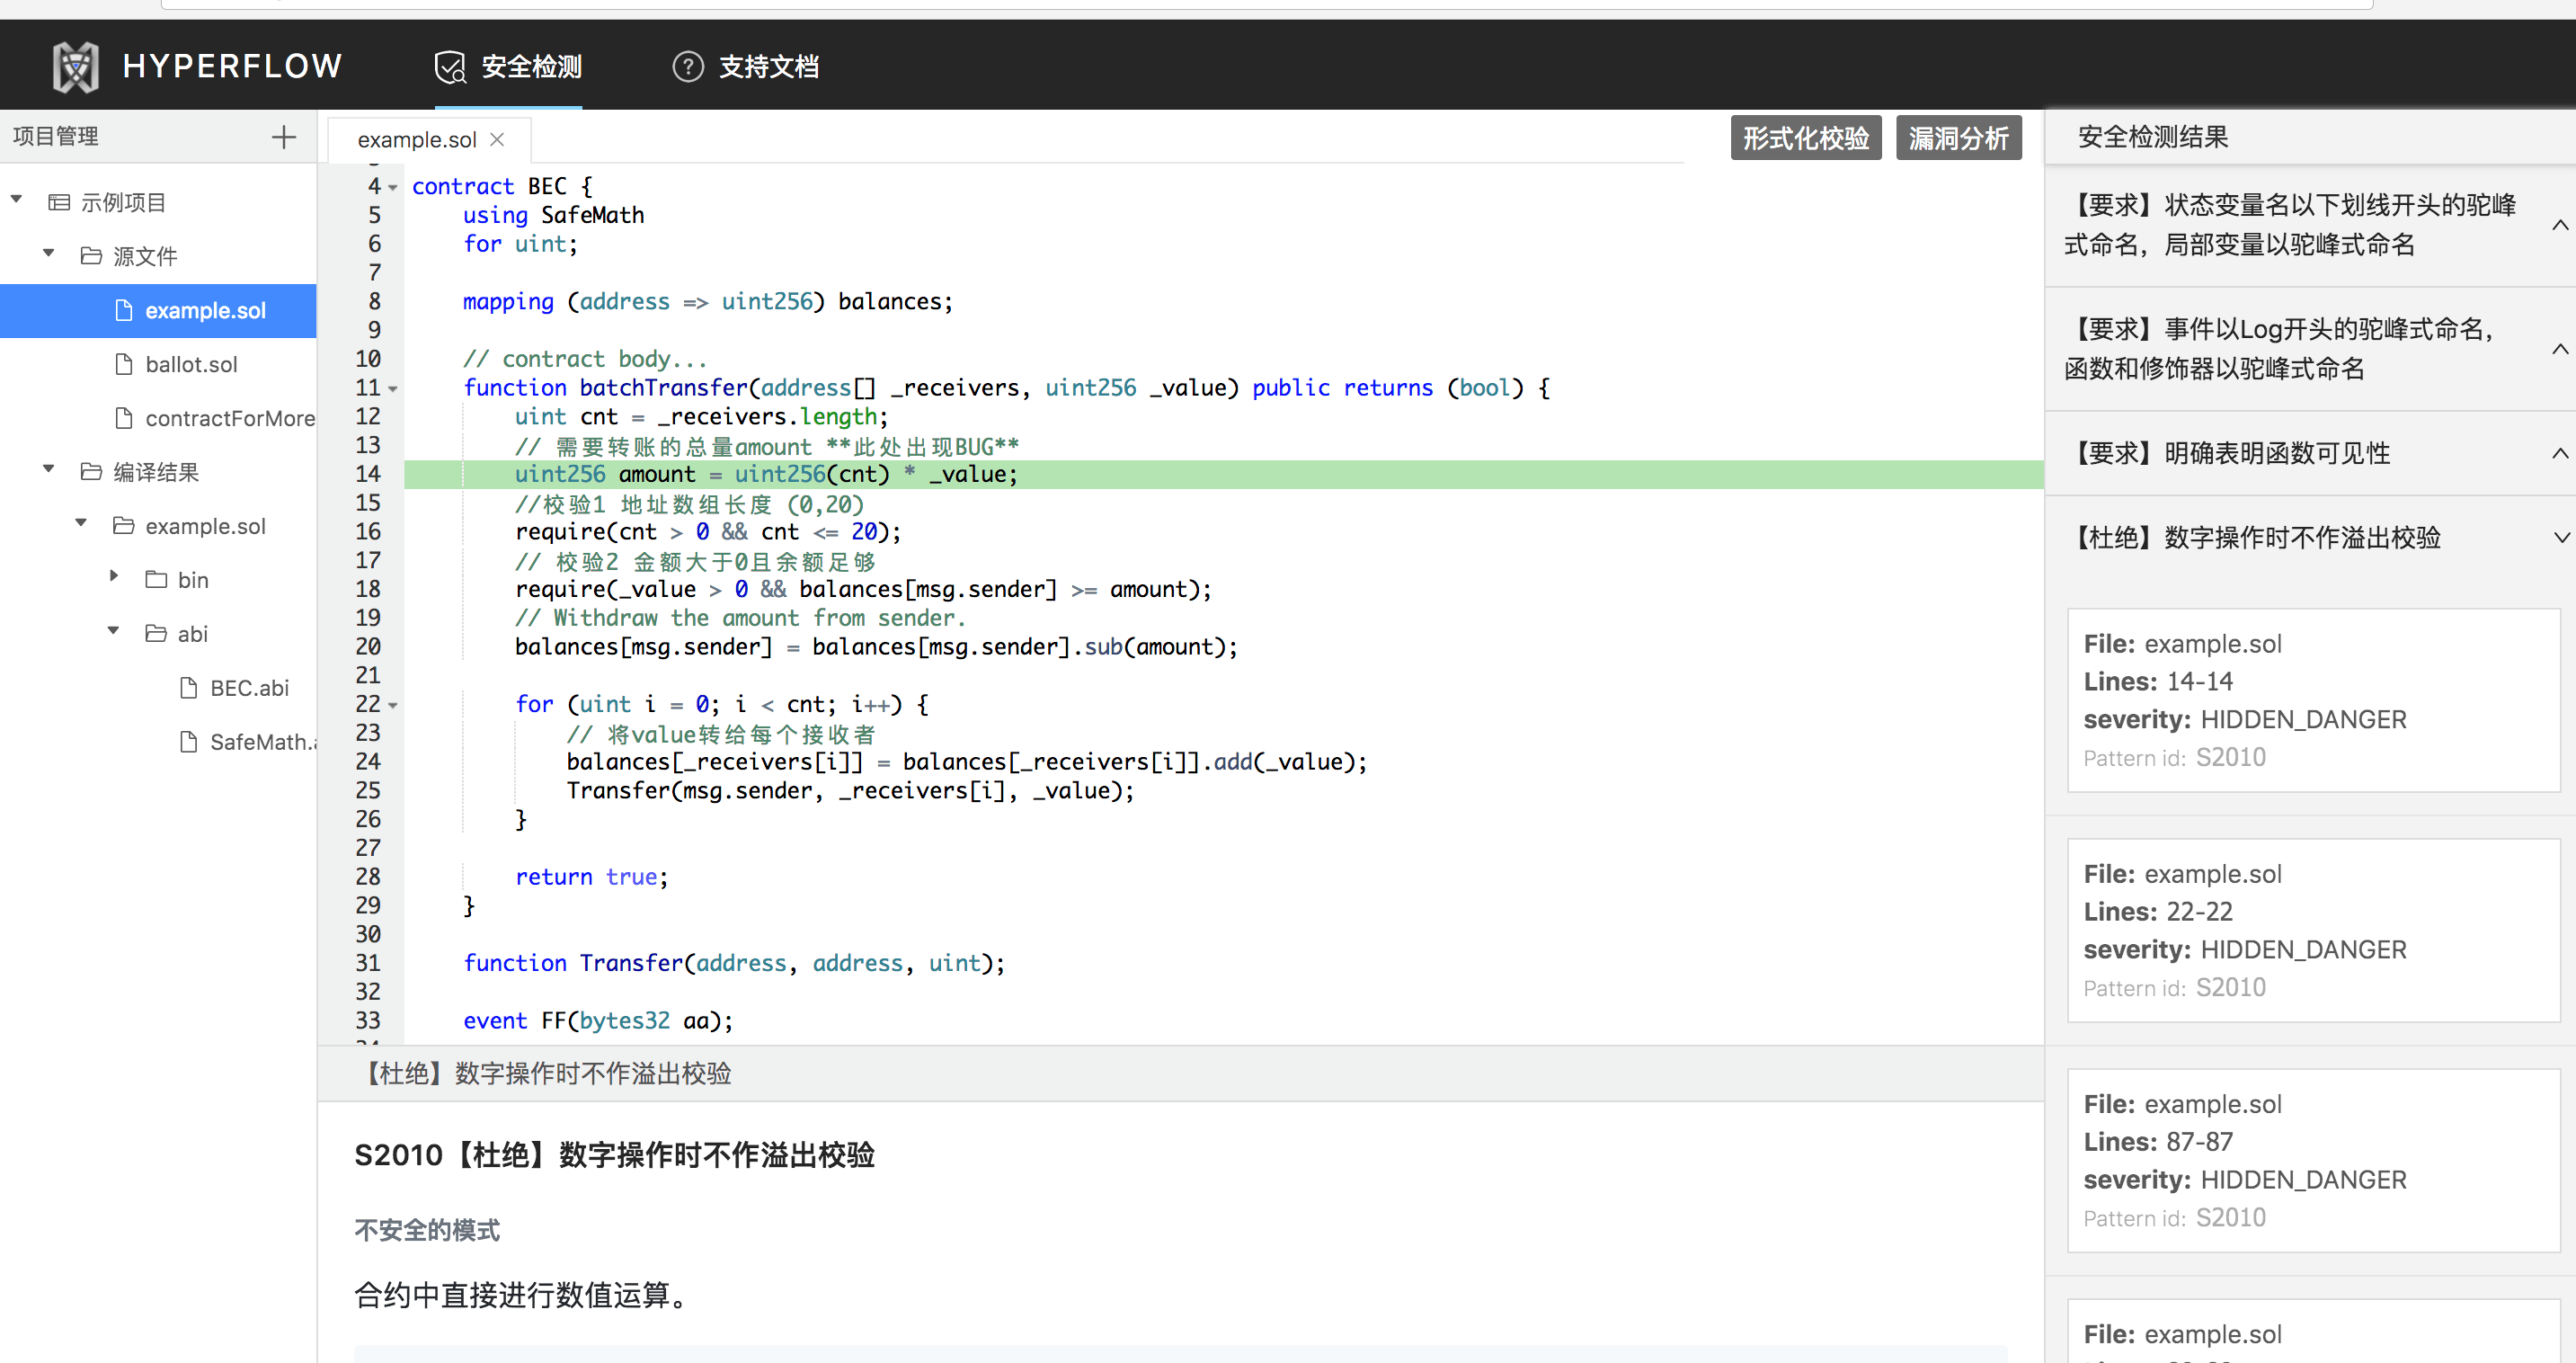 HYPERFLOW
安全检测
支持文档
项目管理
示例项目
源文件
example.sol
ballot.sol
contractForMore
编译结果
example.sol
bin
abi
BEC.abi
SafeMath.
example.sol
形式化校验
漏洞分析
4 contract BEC {
5 using SafeMath
6 for uint;
7
8 mapping (address => uint256) balances;
9
10 // contract body...
11 function batchTransfer(address[] _receivers, uint256 _value) public returns (bool) {
12 uint cnt = _receivers.length;
13 // 需要转账的总量amount **此处出现BUG**
14 uint256 amount = uint256(cnt) * _value;
15 //校验1 地址数组长度 (0,20)
16 require(cnt > 0 && cnt <= 20);
17 // 校验2 金额大于0且余额足够
18 require(_value > 0 && balances[msg.sender] >= amount);
19 // Withdraw the amount from sender.
20 balances[msg.sender] = balances[msg.sender].sub(amount);
21
22 for (uint i = 0; i < cnt; i++) {
23 // 将value转给每个接收者
24 balances[_receivers[i]] = balances[_receivers[i]].add(_value);
25 Transfer(msg.sender, _receivers[i], _value);
26 }
27
28 return true;
29 }
30
31 function Transfer(address, address, uint);
32
33 event FF(bytes32 aa);
【杜绝】数字操作时不作溢出校验
S2010【杜绝】数字操作时不作溢出校验
不安全的模式
合约中直接进行数值运算。
安全检测结果
【要求】状态变量名以下划线开头的驼峰
式命名，局部变量以驼峰式命名
【要求】事件以Log开头的驼峰式命名，
函数和修饰器以驼峰式命名
【要求】明确表明函数可见性
【杜绝】数字操作时不作溢出校验
File: example.sol
Lines: 14-14
severity: HIDDEN_DANGER
Pattern id: S2010
File: example.sol
Lines: 22-22
severity: HIDDEN_DANGER
Pattern id: S2010
File: example.sol
Lines: 87-87
severity: HIDDEN_DANGER
Pattern id: S2010
File: example.sol